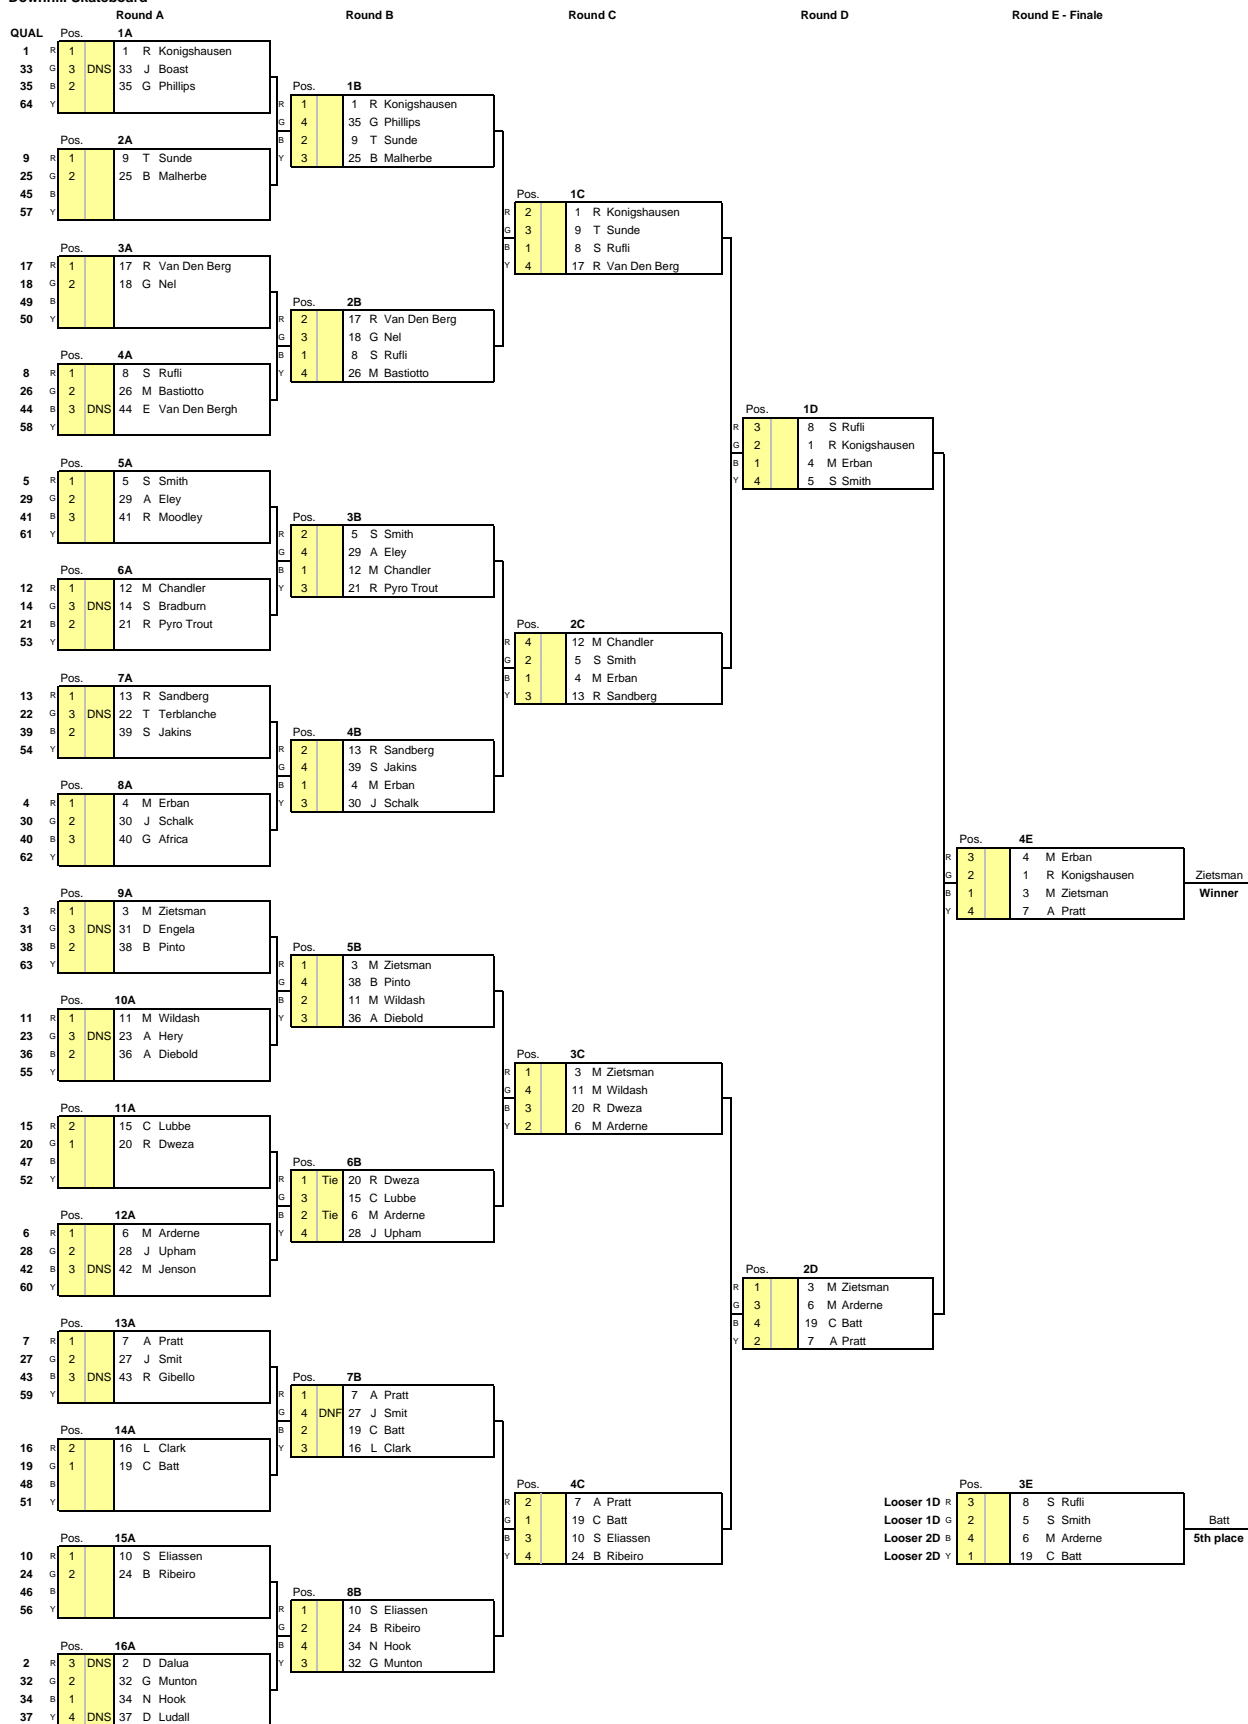 Downhill Skateboard
Round A Round B Round C Round D Round E - Finale
QUAL Pos. 1A
1 R 1 1 R Konigshausen
33 G 3 DNS 33 J Boast
35 B 2 35 G Phillips
64 Y
Pos. 2A
9 R 1 9 T Sunde
25 G 2 25 B Malherbe
45 B
57 Y
Pos. 3A
17 R 1 17 R Van Den Berg
18 G 2 18 G Nel
49 B
50 Y
Pos. 4A
8 R 1 8 S Rufli
26 G 2 26 M Bastiotto
44 B 3 DNS 44 E Van Den Bergh
58 Y
Pos. 5A
5 R 1 5 S Smith
29 G 2 29 A Eley
41 B 3 41 R Moodley
61 Y
Pos. 6A
12 R 1 12 M Chandler
14 G 3 DNS 14 S Bradburn
21 B 2 21 R Pyro Trout
53 Y
Pos. 7A
13 R 1 13 R Sandberg
22 G 3 DNS 22 T Terblanche
39 B 2 39 S Jakins
54 Y
Pos. 8A
4 R 1 4 M Erban
30 G 2 30 J Schalk
40 B 3 40 G Africa
62 Y
Pos. 9A
3 R 1 3 M Zietsman
31 G 3 DNS 31 D Engela
38 B 2 38 B Pinto
63 Y
Pos. 10A
11 R 1 11 M Wildash
23 G 3 DNS 23 A Hery
36 B 2 36 A Diebold
55 Y
Pos. 11A
15 R 2 15 C Lubbe
20 G 1 20 R Dweza
47 B
52 Y
Pos. 12A
6 R 1 6 M Arderne
28 G 2 28 J Upham
42 B 3 DNS 42 M Jenson
60 Y
Pos. 13A
7 R 1 7 A Pratt
27 G 2 27 J Smit
43 B 3 DNS 43 R Gibello
59 Y
Pos. 14A
16 R 2 16 L Clark
19 G 1 19 C Batt
48 B
51 Y
Pos. 15A
10 R 1 10 S Eliassen
24 G 2 24 B Ribeiro
46 B
56 Y
Pos. 16A
2 R 3 DNS 2 D Dalua
32 G 2 32 G Munton
34 B 1 34 N Hook
37 Y 4 DNS 37 D Ludall
Pos. 1B
R 1 1 R Konigshausen
G 4 35 G Phillips
B 2 9 T Sunde
Y 3 25 B Malherbe
Pos. 2B
R 2 17 R Van Den Berg
G 3 18 G Nel
B 1 8 S Rufli
Y 4 26 M Bastiotto
Pos. 3B
R 2 5 S Smith
G 4 29 A Eley
B 1 12 M Chandler
Y 3 21 R Pyro Trout
Pos. 4B
R 2 13 R Sandberg
G 4 39 S Jakins
B 1 4 M Erban
Y 3 30 J Schalk
Pos. 5B
R 1 3 M Zietsman
G 4 38 B Pinto
B 2 11 M Wildash
Y 3 36 A Diebold
Pos. 6B
R 1 Tie 20 R Dweza
G 3 15 C Lubbe
B 2 Tie 6 M Arderne
Y 4 28 J Upham
Pos. 7B
R 1 7 A Pratt
G 4 DNF 27 J Smit
B 2 19 C Batt
Y 3 16 L Clark
Pos. 8B
R 1 10 S Eliassen
G 2 24 B Ribeiro
B 4 34 N Hook
Y 3 32 G Munton
Pos. 1C
R 2 1 R Konigshausen
G 3 9 T Sunde
B 1 8 S Rufli
Y 4 17 R Van Den Berg
Pos. 2C
R 4 12 M Chandler
G 2 5 S Smith
B 1 4 M Erban
Y 3 13 R Sandberg
Pos. 3C
R 1 3 M Zietsman
G 4 11 M Wildash
B 3 20 R Dweza
Y 2 6 M Arderne
Pos. 4C
R 2 7 A Pratt
G 1 19 C Batt
B 3 10 S Eliassen
Y 4 24 B Ribeiro
Pos. 1D
R 3 8 S Rufli
G 2 1 R Konigshausen
B 1 4 M Erban
Y 4 5 S Smith
Pos. 2D
R 1 3 M Zietsman
G 3 6 M Arderne
B 4 19 C Batt
Y 2 7 A Pratt
Pos. 4E
R 3 4 M Erban
G 2 1 R Konigshausen Zietsman
B 1 3 M Zietsman Winner
Y 4 7 A Pratt
Pos. 3E
Looser 1D R 3 8 S Rufli
Looser 1D G 2 5 S Smith Batt
Looser 2D B 4 6 M Arderne 5th place
Looser 2D Y 1 19 C Batt